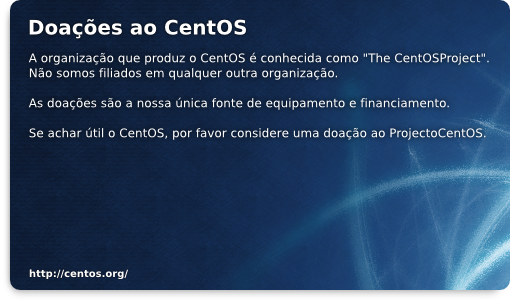 Doações ao CentOS
A organização que produz o CentOS é conhecida como "The CentOSProject".
Não somos filiados em qualquer outra organização.
As doações são a nossa única fonte de equipamento e financiamento.
Se achar útil o CentOS, por favor considere uma doação ao ProjectoCentOS.
http://centos.org/